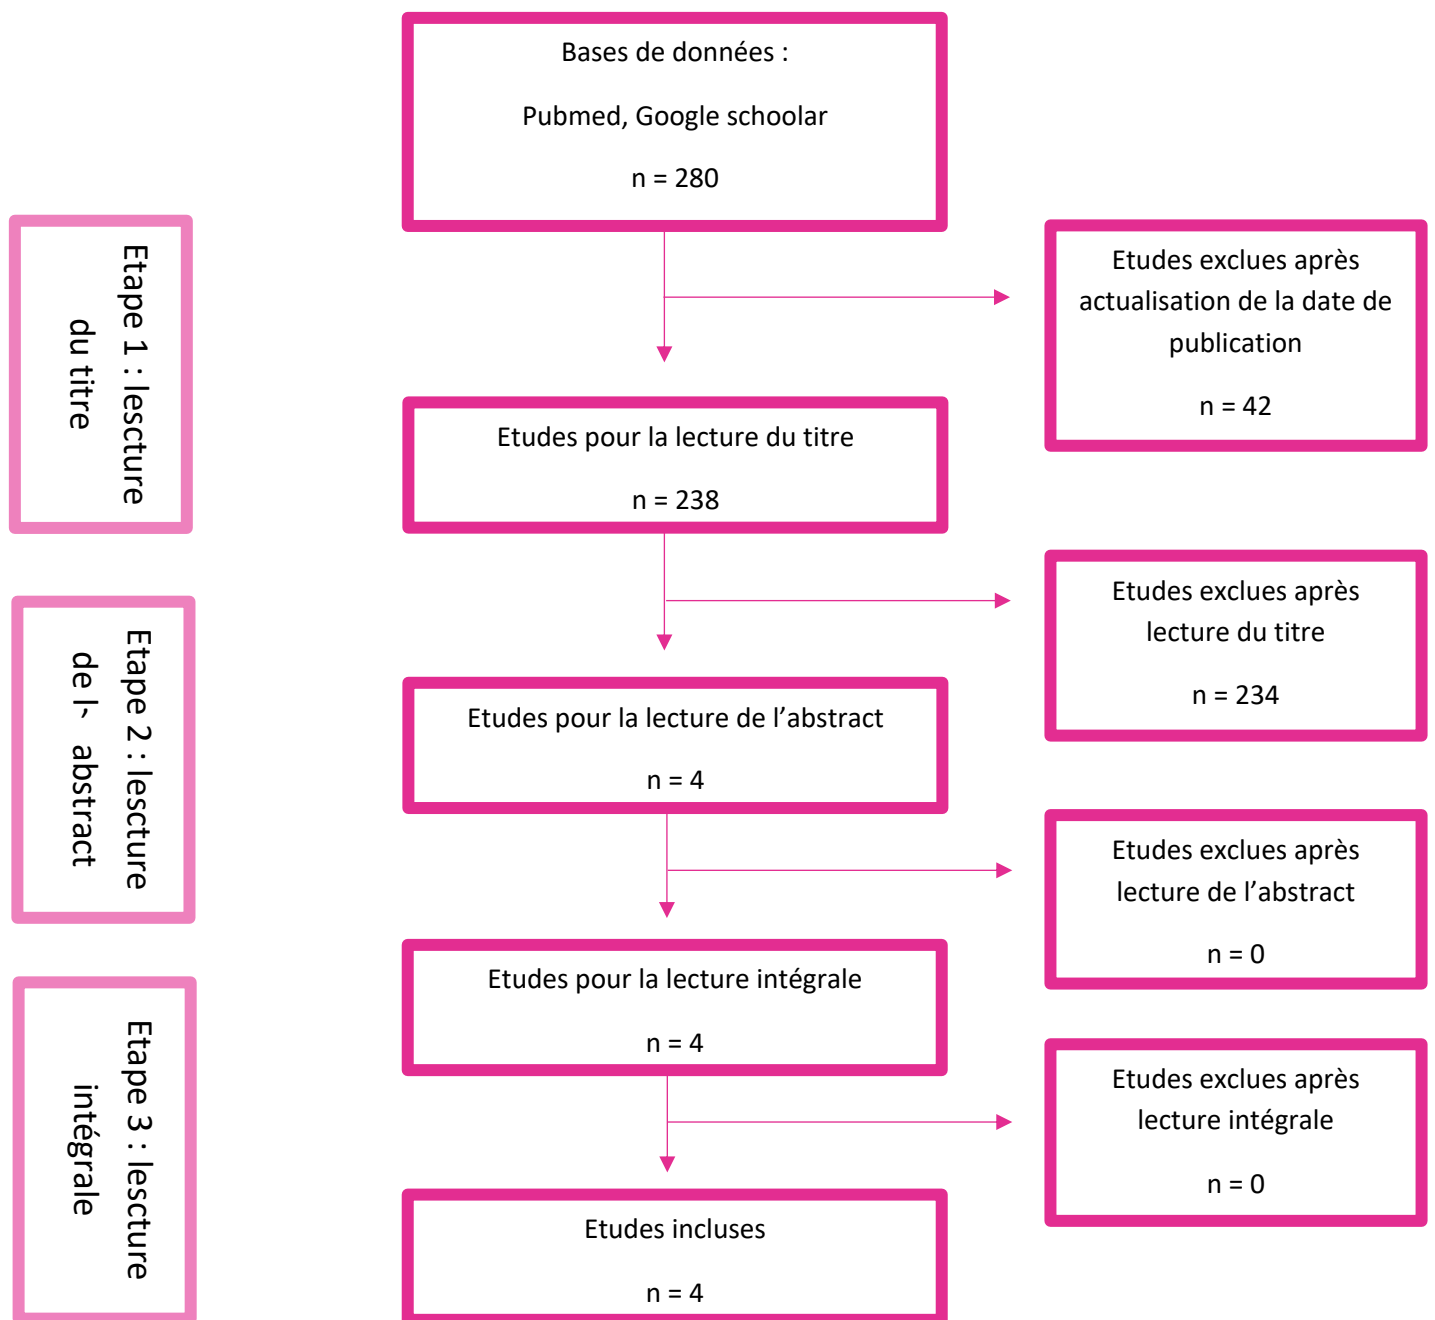 Bases de données :
Pubmed, Google schoolar
n = 280
Etudes exclues après
actualisation de la date de
publication
n = 42
Etape 1 : lescture
du titre
Etudes pour la lecture du titre
n = 238
Etudes exclues après
lecture du titre
n = 234
Etape 2 : lescture
de l` abstract
Etudes pour la lecture de l’abstract
n = 4
Etudes exclues après
lecture de l’abstract
n = 0
Etape 3 : lescture
intégrale
Etudes pour la lecture intégrale
n = 4
Etudes exclues après
lecture intégrale
n = 0
Etudes incluses
n = 4